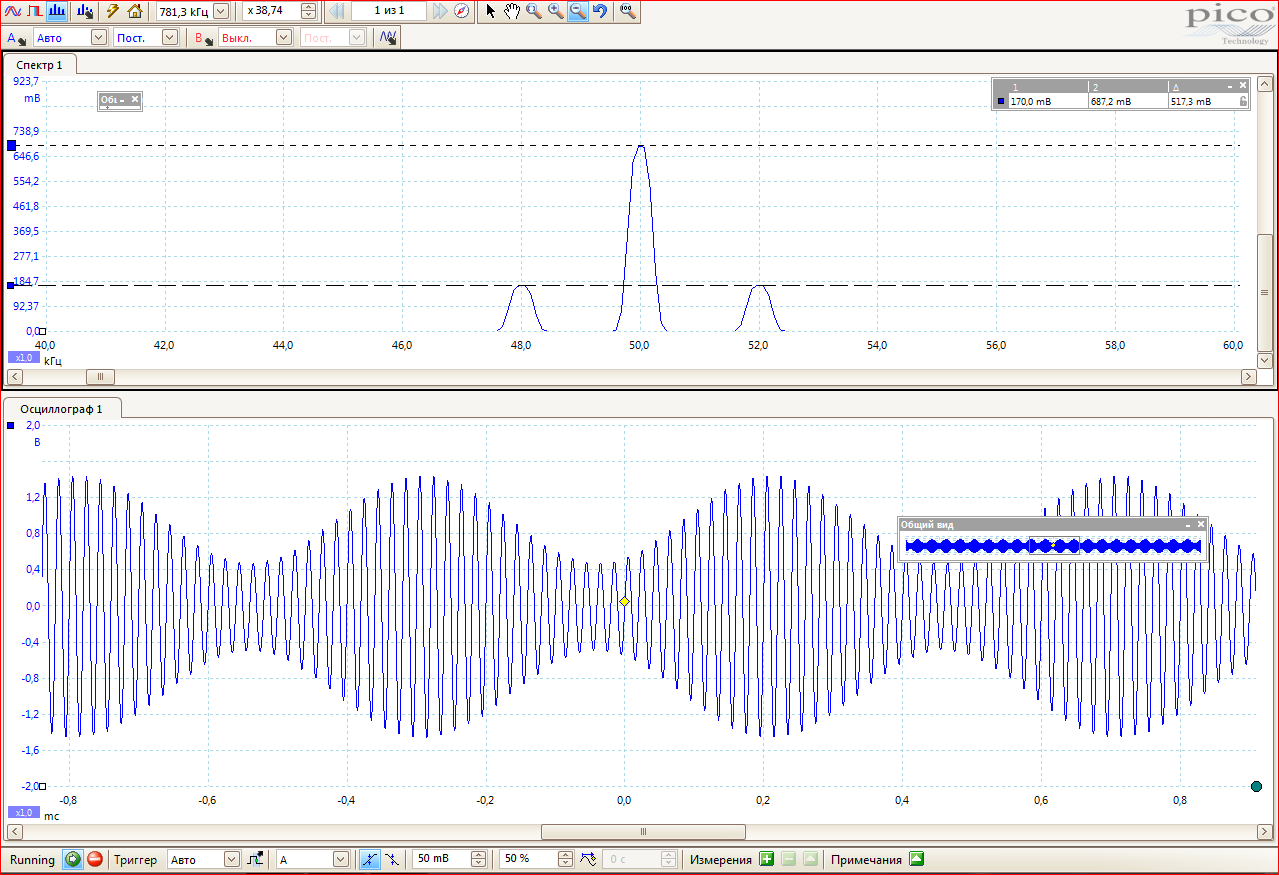 781,3 кГц x 38,74 1 из 1
pico
Technology
A Авто Пост. B Выкл. Пост.
Спектр 1
923,7
mB
738,9
646,6
554,2
461,8
369,5
277,1
184,7
92,37
0,0
1 2 Δ
170,0 mB 687,2 mB 517,3 mB
40,0 42,0 44,0 46,0 48,0 50,0 52,0 54,0 56,0 58,0 60,0
x1,0
kГц
Осциллограф 1
2,0
В
1,2
0,8
0,4
0,0
-0,4
-0,8
-1,2
-1,6
-2,0
Общий вид
-0,8 -0,6 -0,4 -0,2 0,0 0,2 0,4 0,6 0,8
x1,0
mc
Running Триггер Авто A 50 mB 50 % 0 c Измерения Примечания